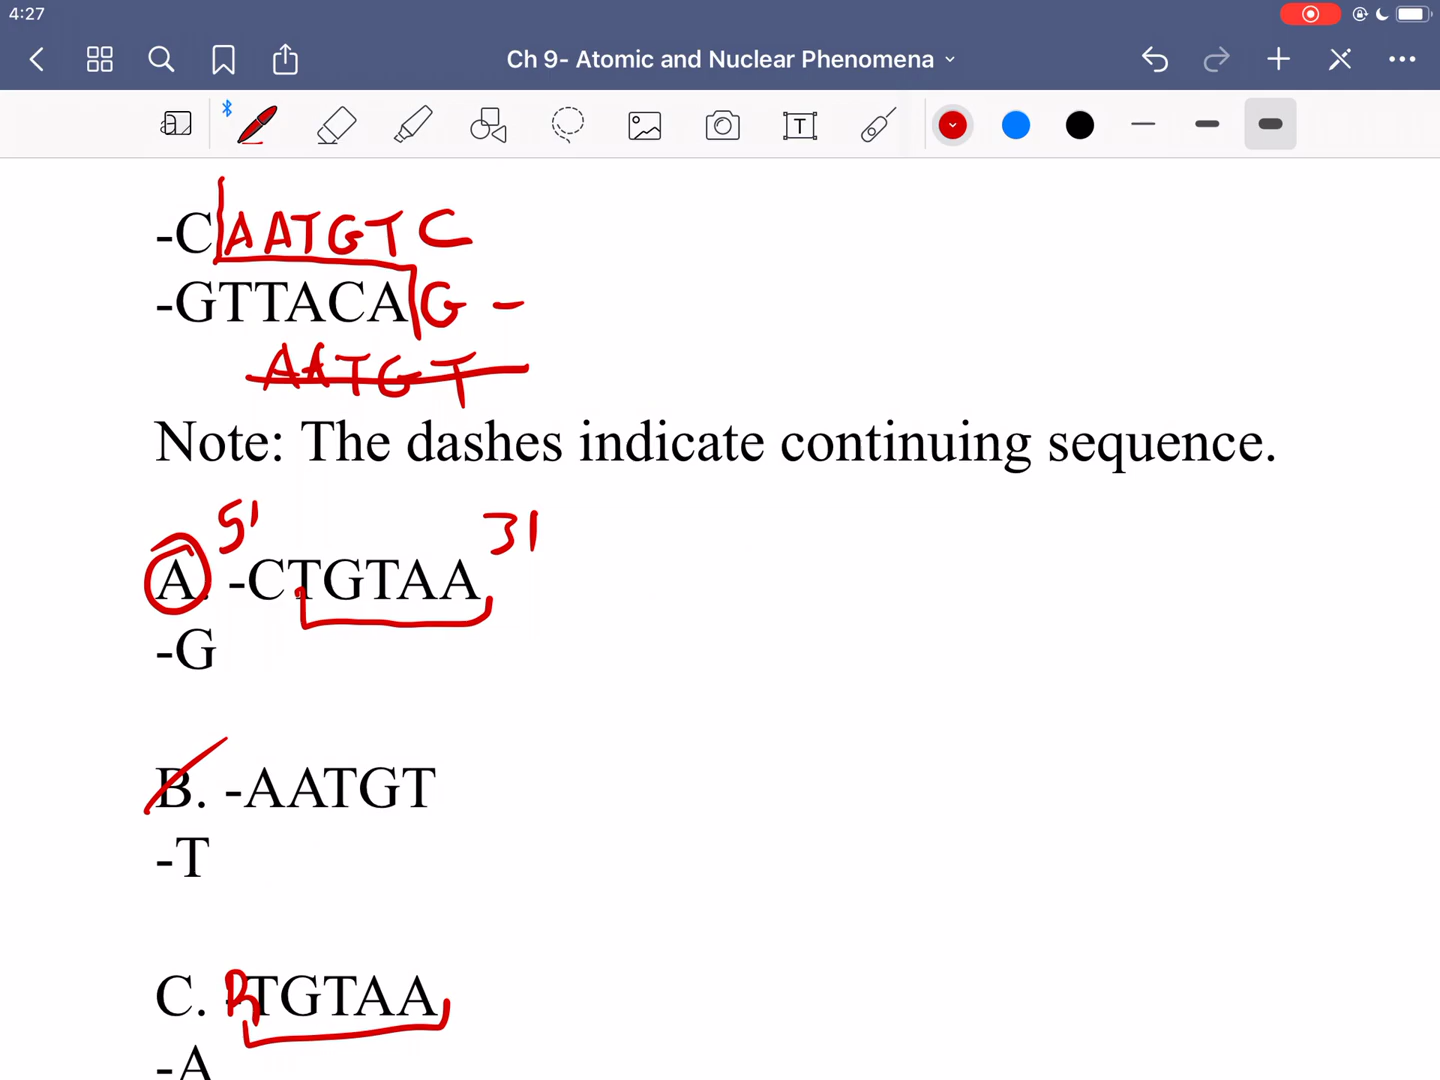 4:27
Ch 9- Atomic and Nuclear Phenomena
-CAATGTC
-GTTACAG -
AATGT
Note: The dashes indicate continuing sequence.
5' 3'
A. -CTGTAA
-G
B. -AATGT
-T
C. -TGTAA
-A